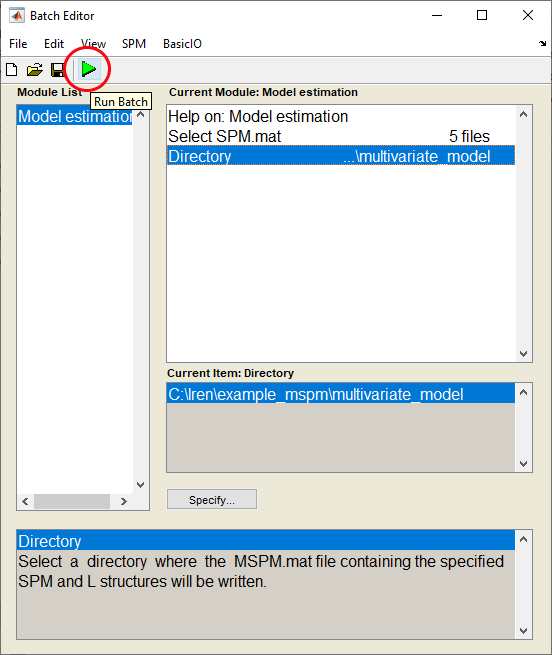 Batch Editor
File Edit View SPM BasicIO
Run Batch
Module List
Model estimation
Current Module: Model estimation
Help on: Model estimation
Select SPM.mat 5 files
Directory ...\multivariate_model
Current Item: Directory
C:\lren\example_mspm\multivariate_model
Specify...
Directory
Select a directory where the MSPM.mat file containing the specified
SPM and L structures will be written.